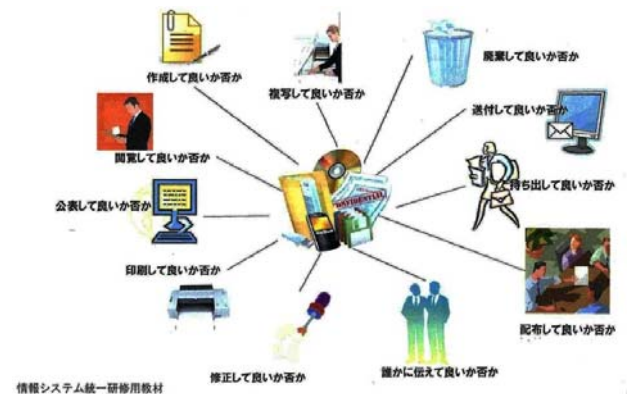 作成して良いか否か
複写して良いか否か
廃棄して良いか否か
閲覧して良いか否か
送付して良いか否か
公表して良いか否か
CONFIDENTIAL
持ち出して良いか否か
印刷して良いか否か
配布して良いか否か
修正して良いか否か
誰かに伝えて良いか否か
情報システム統一研修用教材